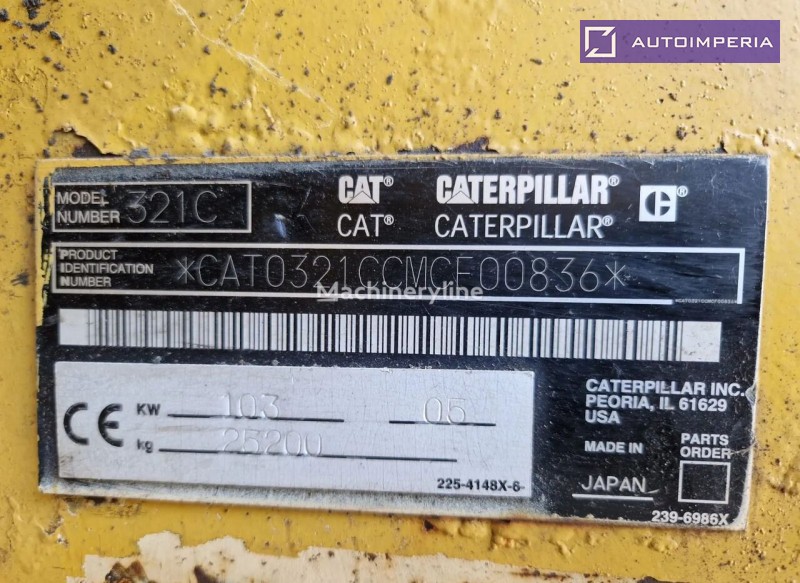 AUTOIMPERIA
MODEL NUMBER 321C
CAT® CATERPILLAR® ®
CAT® CATERPILLAR®
PRODUCT IDENTIFICATION NUMBER *CAT0321CCMCF00836*
Machineryline
CE KW 103 05
kg 25200
225-4148X-6
CATERPILLAR INC.
PEORIA, IL 61629
USA
MADE IN JAPAN
PARTS ORDER
239-6986X